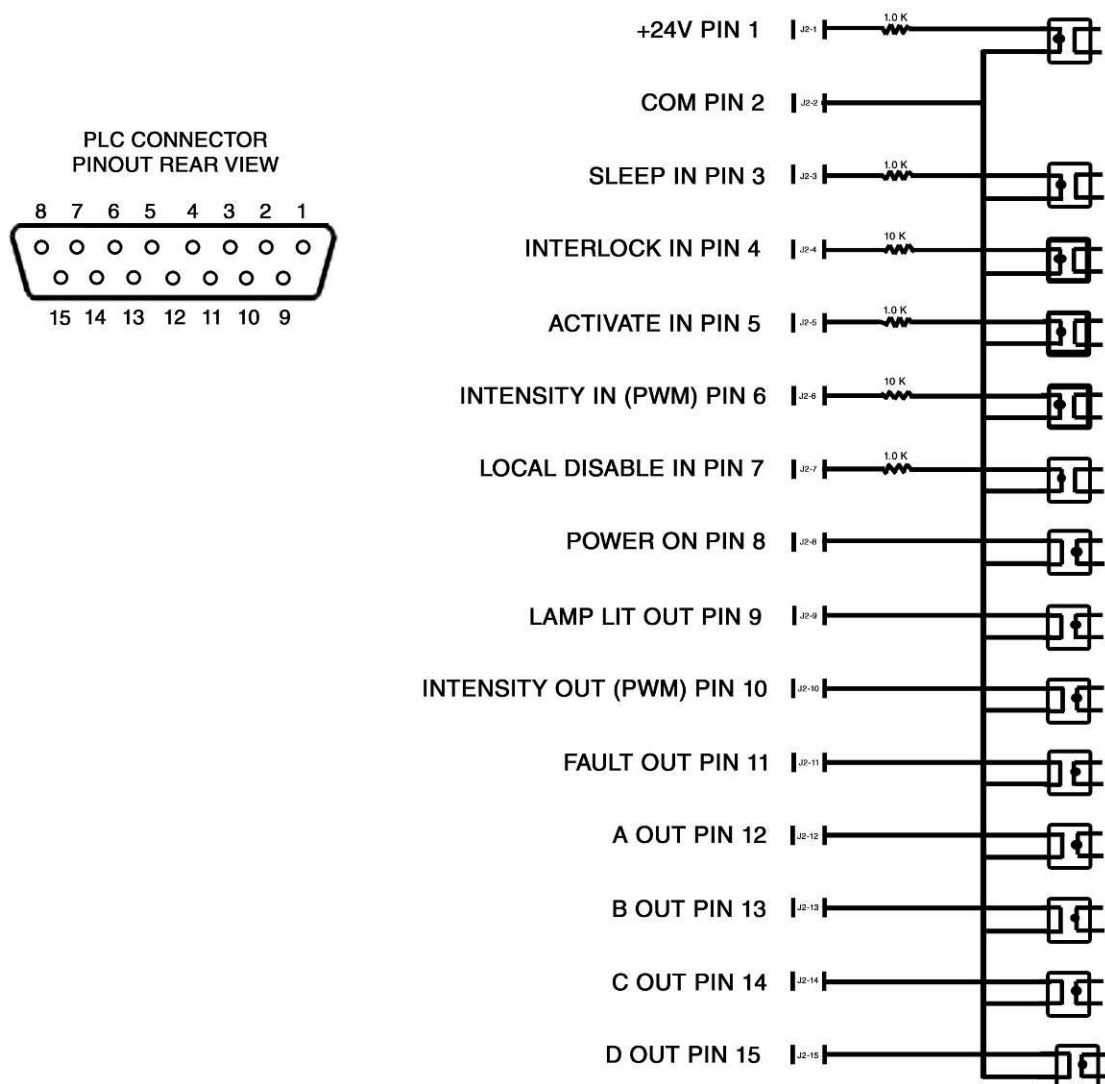 PLC CONNECTOR
PINOUT REAR VIEW
8 7 6 5 4 3 2 1
15 14 13 12 11 10 9
+24V PIN 1 J2-1 1.0 K
COM PIN 2 J2-2
SLEEP IN PIN 3 J2-3 1.0 K
INTERLOCK IN PIN 4 J2-4 10 K
ACTIVATE IN PIN 5 J2-5 1.0 K
INTENSITY IN (PWM) PIN 6 J2-6 10 K
LOCAL DISABLE IN PIN 7 J2-7 1.0 K
POWER ON PIN 8 J2-8
LAMP LIT OUT PIN 9 J2-9
INTENSITY OUT (PWM) PIN 10 J2-10
FAULT OUT PIN 11 J2-11
A OUT PIN 12 J2-12
B OUT PIN 13 J2-13
C OUT PIN 14 J2-14
D OUT PIN 15 J2-15